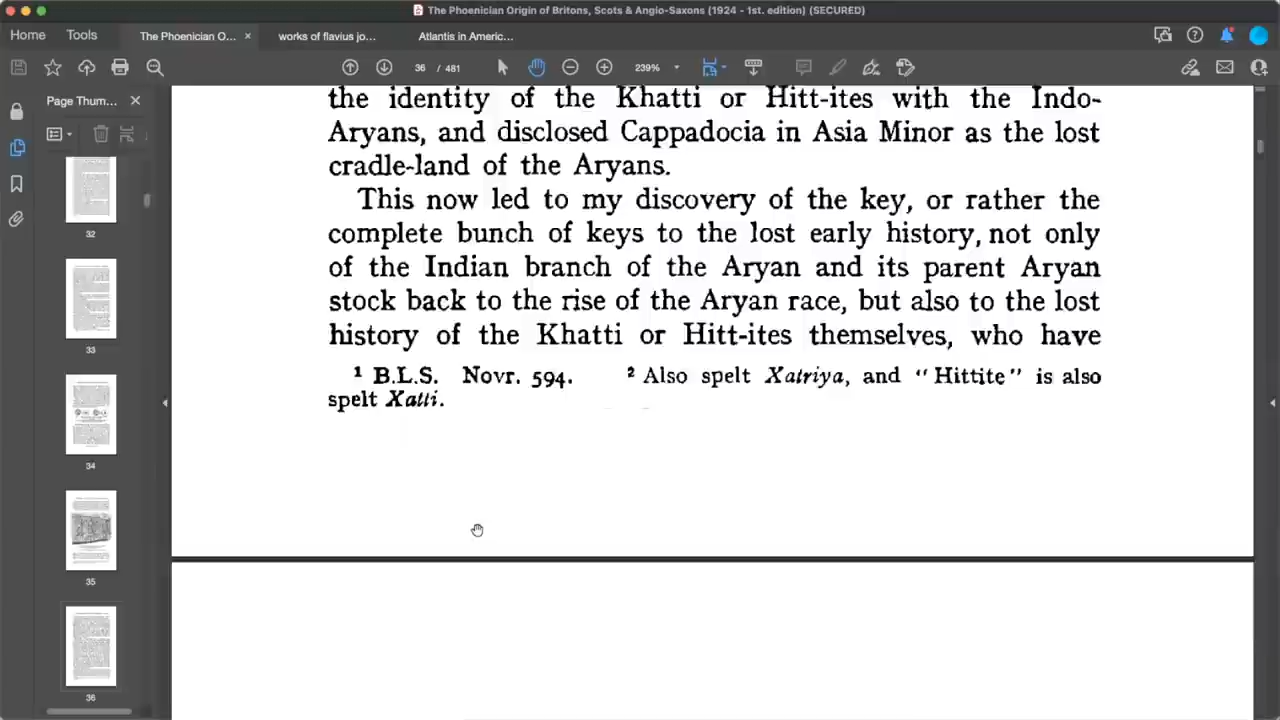 The Phoenician Origin of Britons, Scots & Anglo-Saxons (1924 - 1st. edition) (SECURED)
Home Tools The Phoenician O... × works of flavius jo... Atlantis in Americ...
36 / 481 239%
Page Thum... ×
the identity of the Khatti or Hitt-ites with the Indo-
Aryans, and disclosed Cappadocia in Asia Minor as the lost
cradle-land of the Aryans.
This now led to my discovery of the key, or rather the
complete bunch of keys to the lost early history, not only
of the Indian branch of the Aryan and its parent Aryan
stock back to the rise of the Aryan race, but also to the lost
history of the Khatti or Hitt-ites themselves, who have
¹ B.L.S. Novr. 594. ² Also spelt Xatriya, and "Hittite" is also
spelt Xatti.
32
33
34
35
36